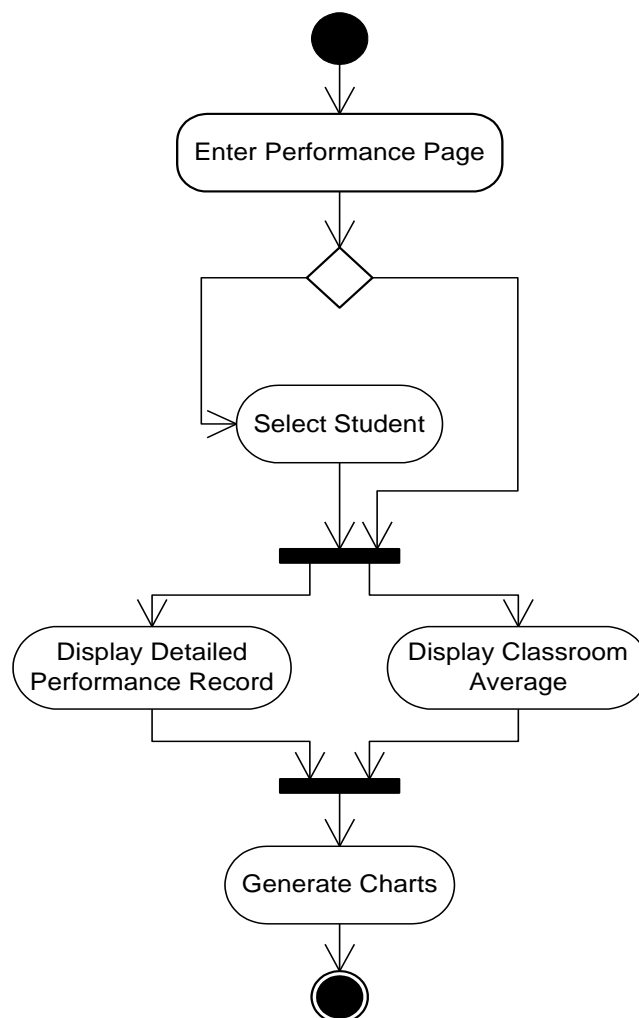 Enter Performance Page
Select Student
Display Detailed
Performance Record
Display Classroom
Average
Generate Charts